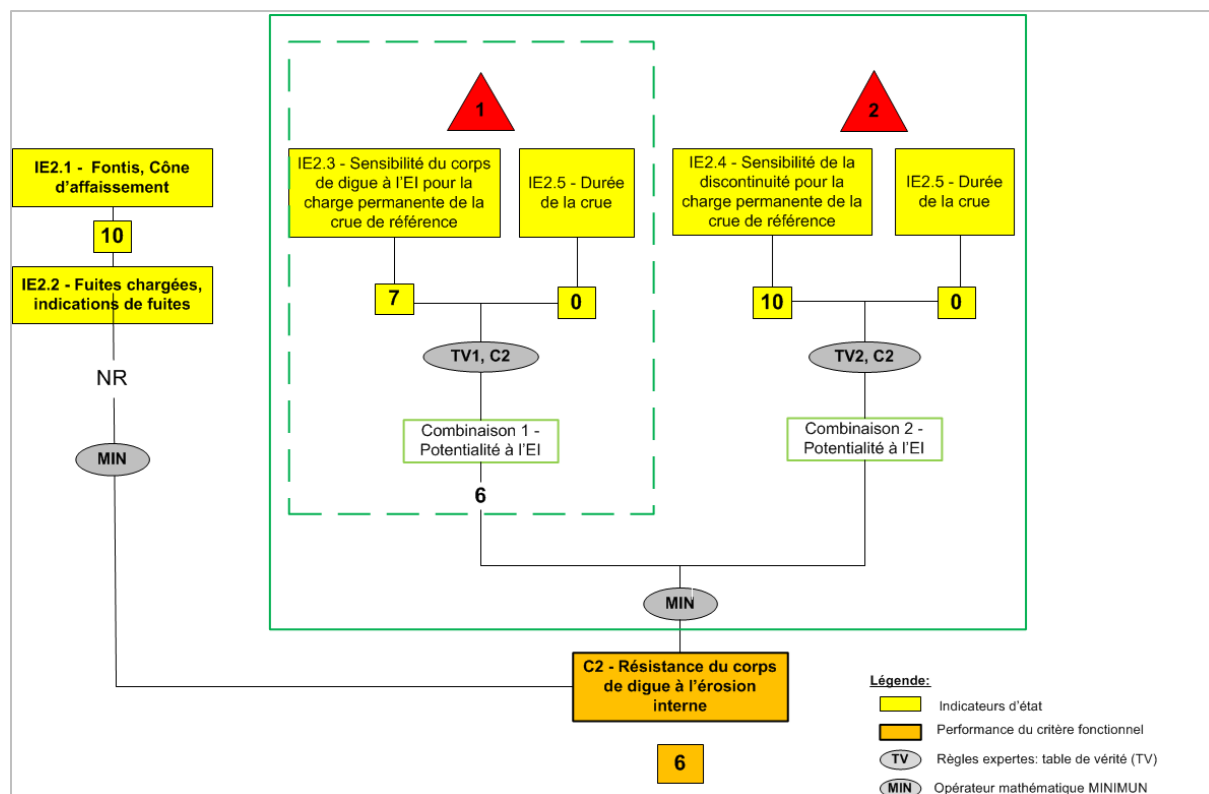 1
2
IE2.1 - Fontis, Cône
d'affaissement
10
IE2.2 - Fuites chargées,
indications de fuites
NR
MIN
IE2.3 - Sensibilité du corps
de digue à l'EI pour la
charge permanente de la
crue de référence
7
IE2.5 - Durée
de la crue
0
TV1, C2
Combinaison 1 -
Potentialité à l'EI
6
IE2.4 - Sensibilité de la
discontinuité pour la
charge permanente de la
crue de référence
10
IE2.5 - Durée
de la crue
0
TV2, C2
Combinaison 2 -
Potentialité à l'EI
MIN
C2 - Résistance du corps
de digue à l'érosion
interne
6
Légende:
Indicateurs d'état
Performance du critère fonctionnel
TV Règles expertes: table de vérité (TV)
MIN Opérateur mathématique MINIMUN